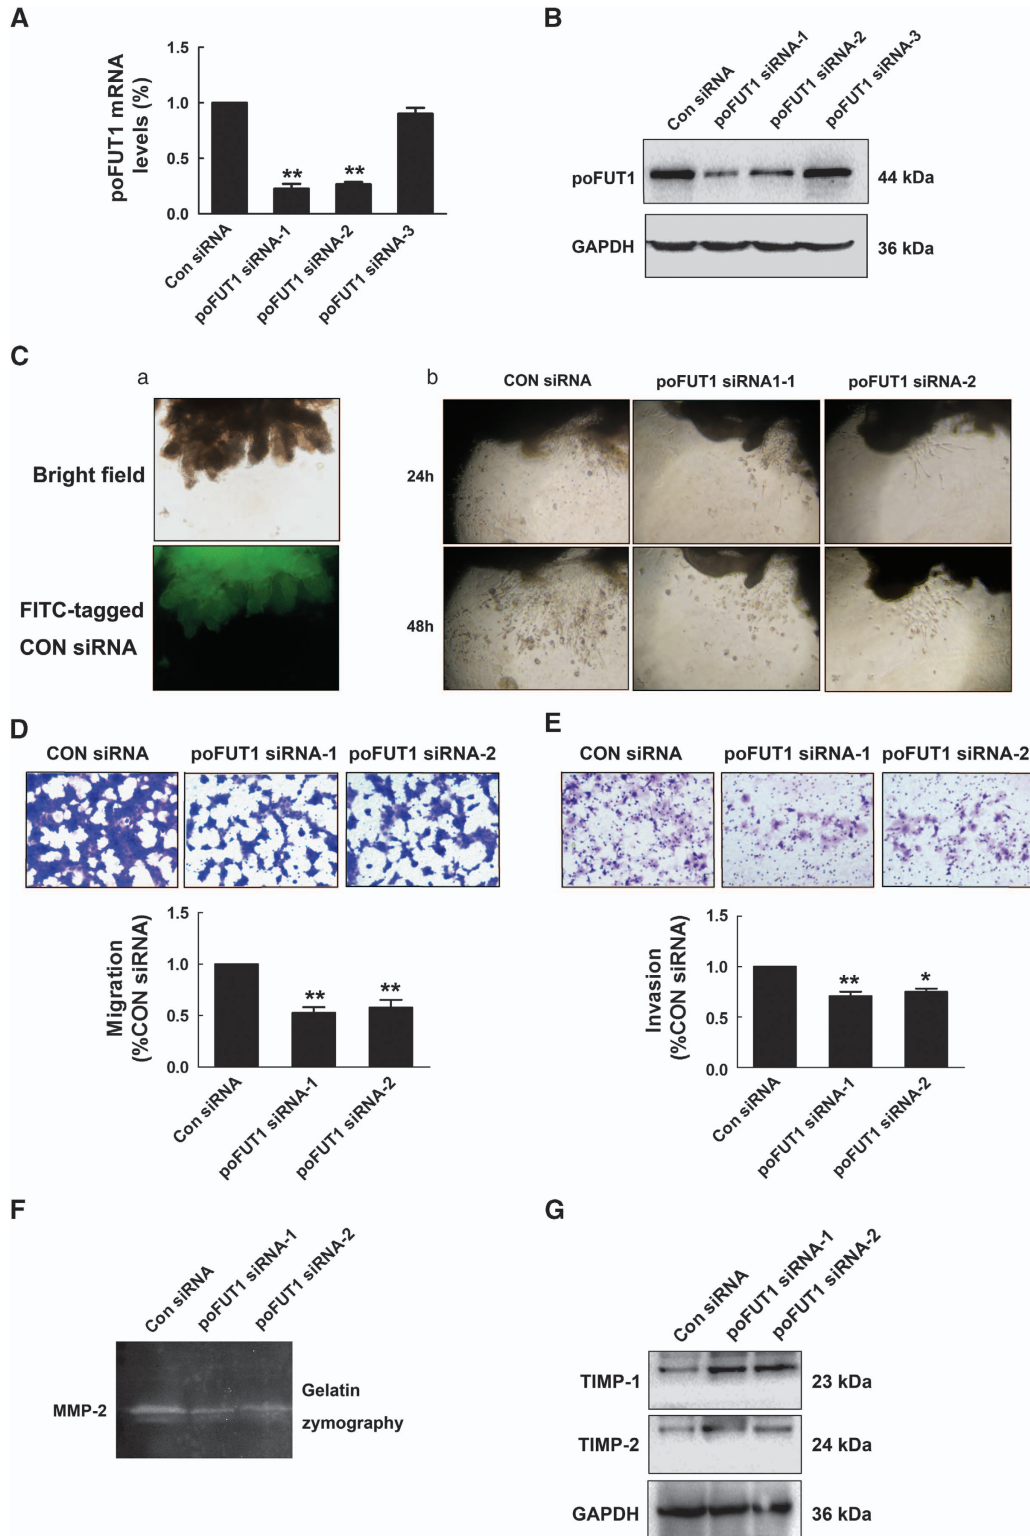 A
poFUT1 mRNA
levels (%)
1.5
1.0
0.5
0.0
Con siRNA
poFUT1 siRNA-1
poFUT1 siRNA-2
poFUT1 siRNA-3
**
**
B
Con siRNA
poFUT1 siRNA-1
poFUT1 siRNA-2
poFUT1 siRNA-3
poFUT1
44 kDa
GAPDH
36 kDa
C
a
Bright field
FITC-tagged
CON siRNA
b
CON siRNA
poFUT1 siRNA1-1
poFUT1 siRNA-2
24h
48h
D
CON siRNA
poFUT1 siRNA-1
poFUT1 siRNA-2
Migration
(%CON siRNA)
1.5
1.0
0.5
0.0
**
**
Con siRNA
poFUT1 siRNA-1
poFUT1 siRNA-2
E
CON siRNA
poFUT1 siRNA-1
poFUT1 siRNA-2
Invasion
(%CON siRNA)
1.5
1.0
0.5
0.0
**
*
Con siRNA
poFUT1 siRNA-1
poFUT1 siRNA-2
F
Con siRNA
poFUT1 siRNA-1
poFUT1 siRNA-2
MMP-2
Gelatin
zymography
G
Con siRNA
poFUT1 siRNA-1
poFUT1 siRNA-2
TIMP-1
23 kDa
TIMP-2
24 kDa
GAPDH
36 kDa